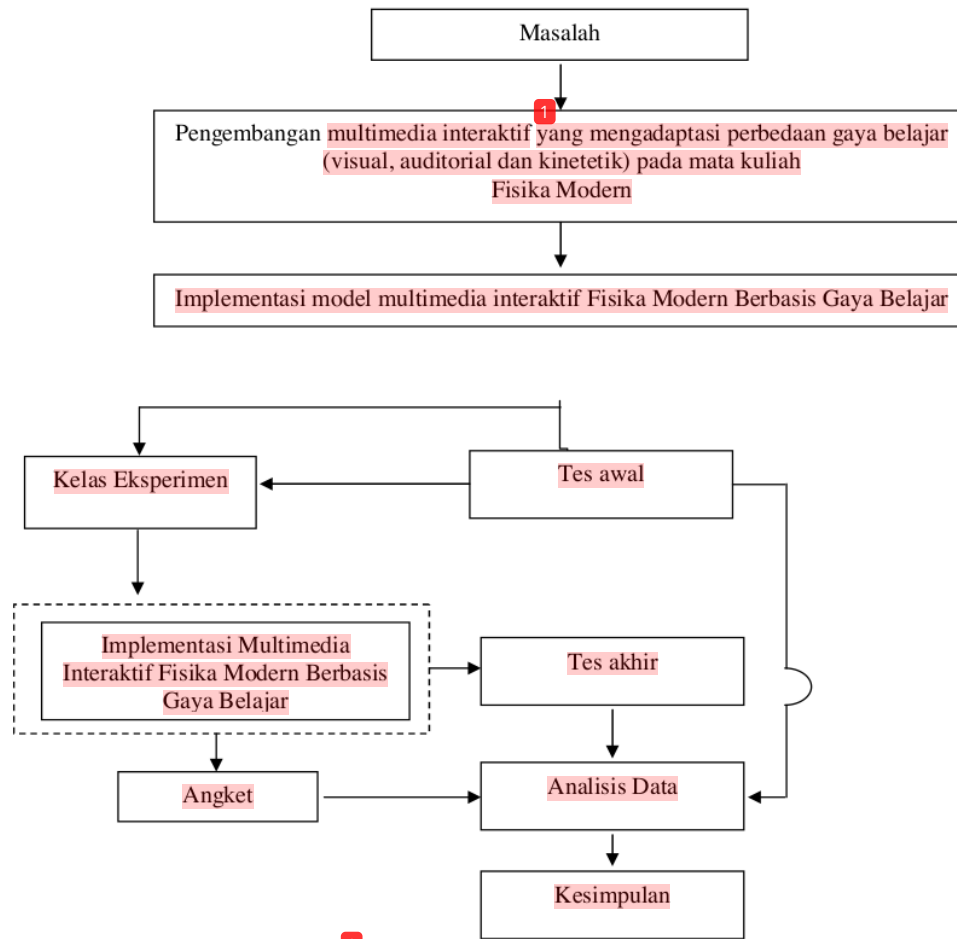 Masalah
1
Pengembangan multimedia interaktif yang mengadaptasi perbedaan gaya belajar
(visual, auditorial dan kinetetik) pada mata kuliah
Fisika Modern
Implementasi model multimedia interaktif Fisika Modern Berbasis Gaya Belajar
Kelas Eksperimen
Tes awal
Implementasi Multimedia
Interaktif Fisika Modern Berbasis
Gaya Belajar
Tes akhir
Angket
Analisis Data
Kesimpulan